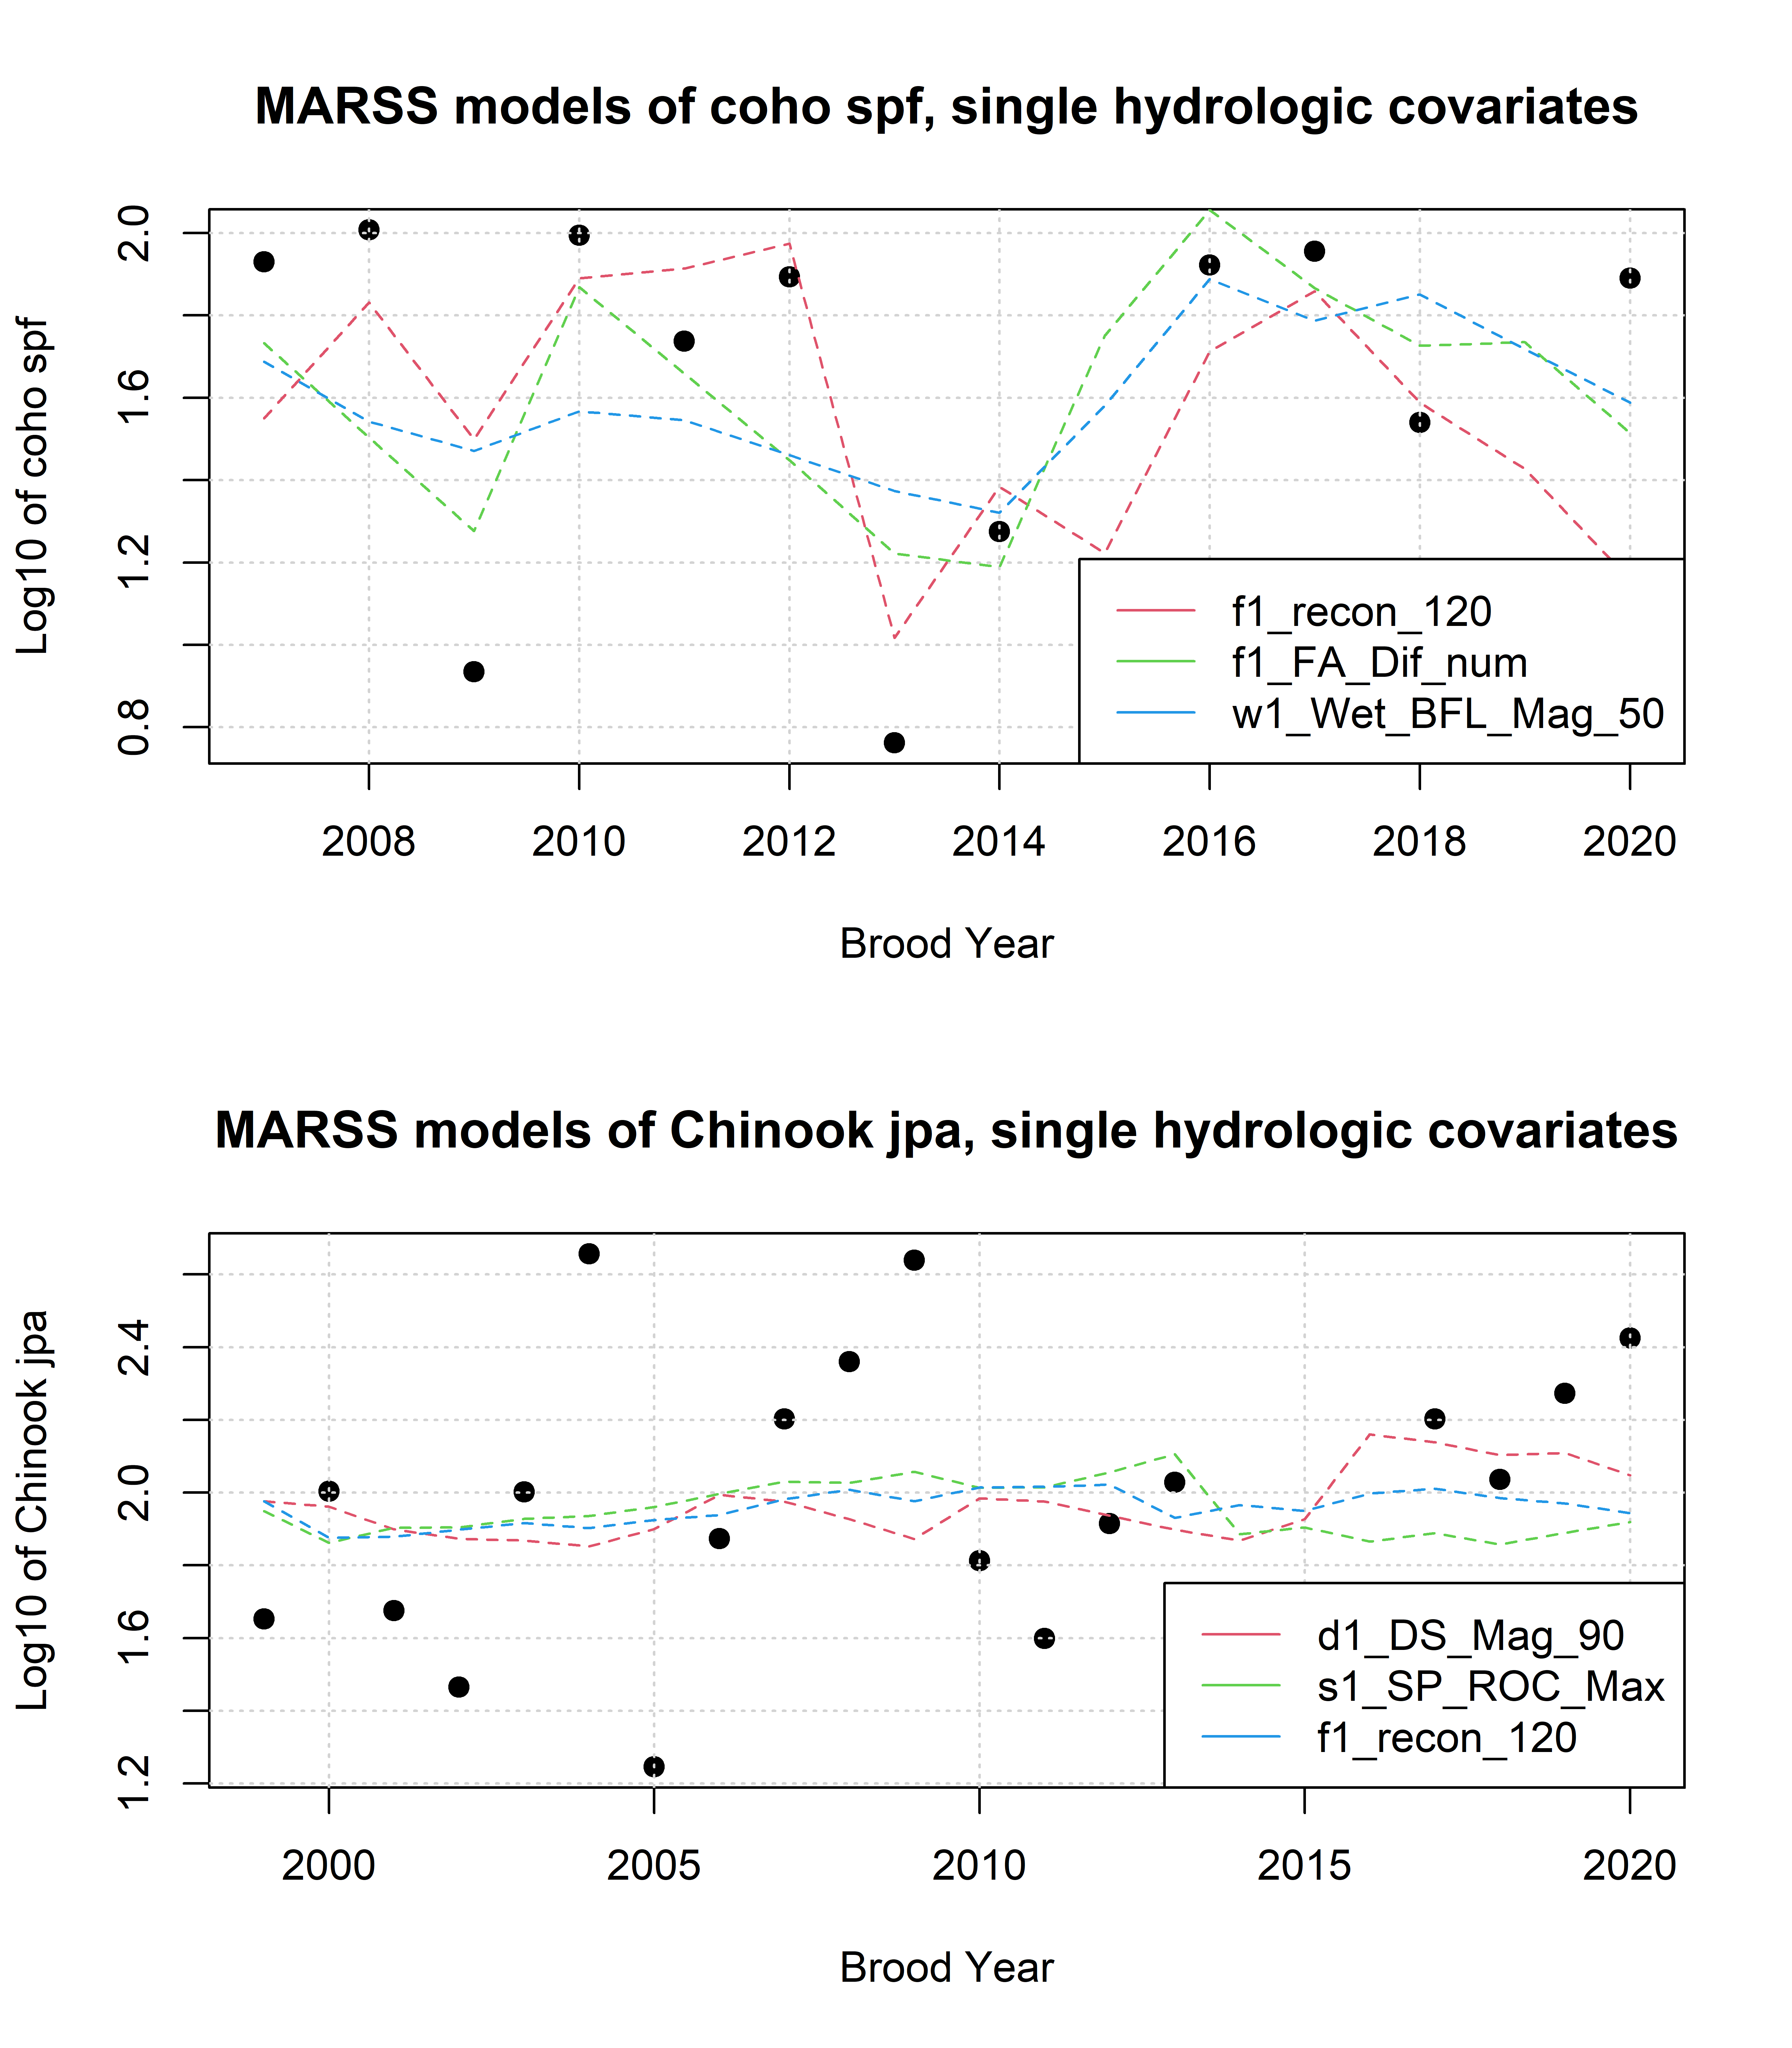 MARSS models of coho spf, single hydrologic covariates
Log10 of coho spf
2.0
1.6
1.2
0.8
f1_recon_120
f1_FA_Dif_num
w1_Wet_BFL_Mag_50
2008 2010 2012 2014 2016 2018 2020
Brood Year
MARSS models of Chinook jpa, single hydrologic covariates
Log10 of Chinook jpa
2.4
2.0
1.6
1.2
d1_DS_Mag_90
s1_SP_ROC_Max
f1_recon_120
2000 2005 2010 2015 2020
Brood Year